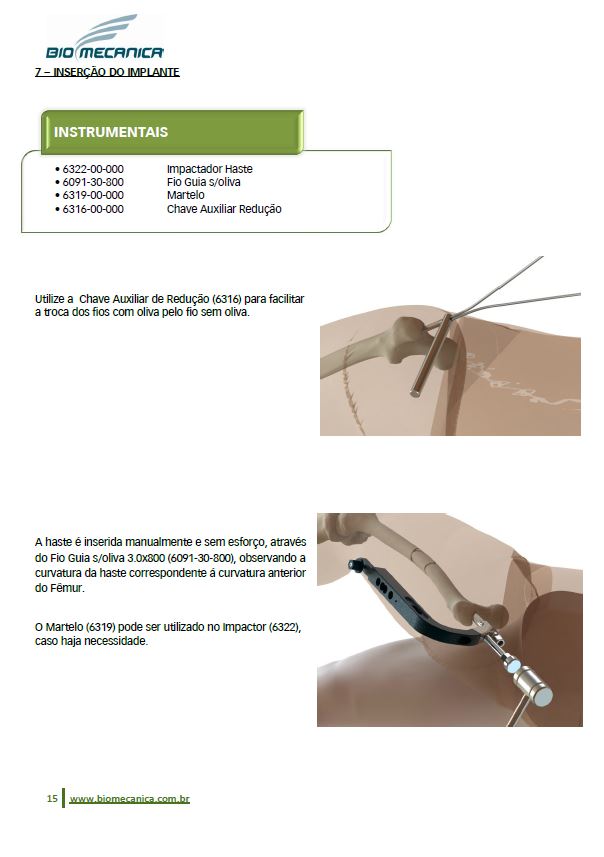 BIOMECANICA
7 – INSERÇÃO DO IMPLANTE
INSTRUMENTAIS
• 6322-00-000 Impactador Haste
• 6091-30-800 Fio Guia s/oliva
• 6319-00-000 Martelo
• 6316-00-000 Chave Auxiliar Redução
Utilize a Chave Auxiliar de Redução (6316) para facilitar
a troca dos fios com oliva pelo fio sem oliva.
A haste é inserida manualmente e sem esforço, através
do Fio Guia s/oliva 3.0x800 (6091-30-800), observando a
curvatura da haste correspondente á curvatura anterior
do Fêmur.
O Martelo (6319) pode ser utilizado no Impactor (6322),
caso haja necessidade.
15 www.biomecanica.com.br